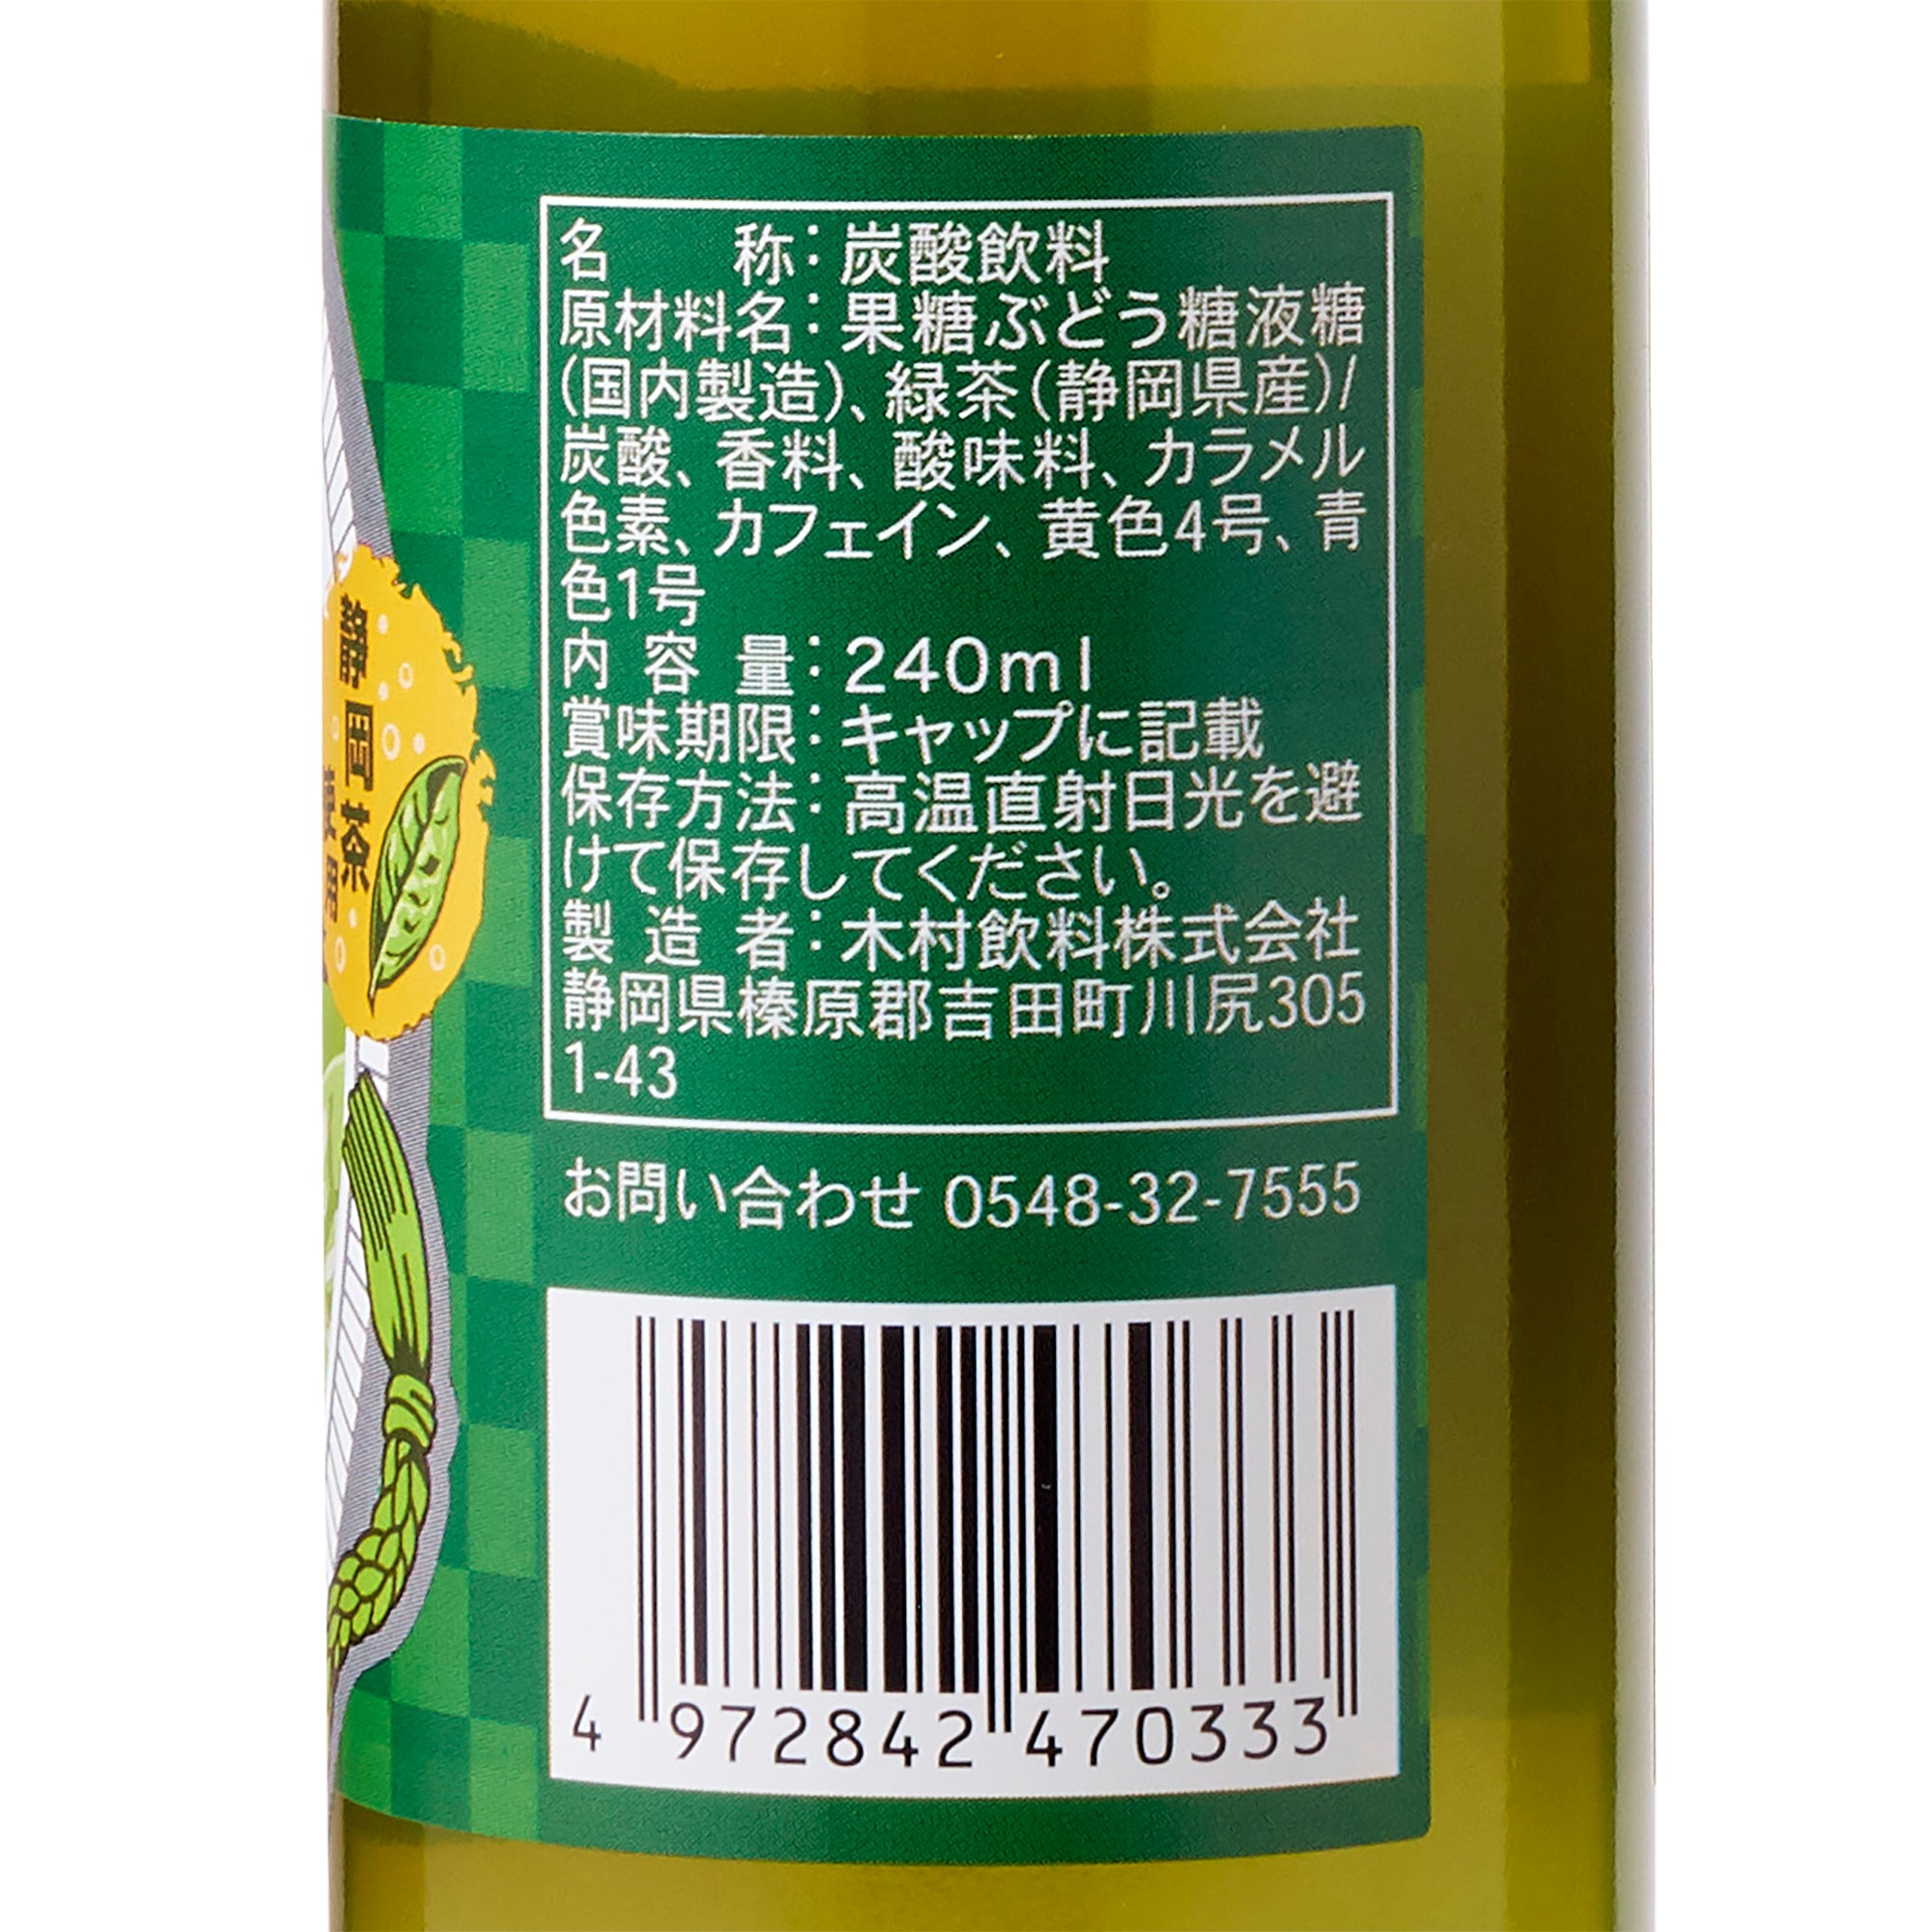 静岡茶
使用
名称：炭酸飲料
原材料名：果糖ぶどう糖液糖
(国内製造)、緑茶(静岡県産)/
炭酸、香料、酸味料、カラメル
色素、カフェイン、黄色4号、青
色1号
内容量：240ml
賞味期限：キャップに記載
保存方法：高温直射日光を避
けて保存してください。
製造者：木村飲料株式会社
静岡県榛原郡吉田町川尻305
1-43
お問い合わせ 0548-32-7555
4 972842 470333